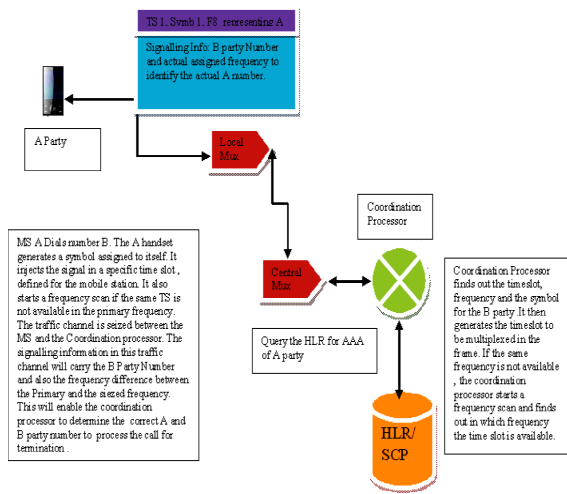 TS 1, Symb 1, F8 representing A
Signalling Info: B party Number
and actual assigned frequency to
identify the actual A number.
A Party
Local
Mux
Coordination
Processor
MS A Dials number B. The A handset
generates a symbol assigned to itself. It
injects the signal in a specific time slot,
defined for the mobile station. It also
starts a frequency scan if the same TS is
not available in the primary frequency.
The traffic channel is seized between the
MS and the Coordination processor. The
signalling information in this traffic
channel will carry the B Party Number
and also the frequency difference between
the Primary and the siezed frequency.
This will enable the coordination
processor to determine the correct A and
B party number to process the call for
termination .
Central
Mux
Query the HLR for AAA
of A party
Coordination Processor
finds out the timeslot,
frequency and the symbol
for the B party .It then
generates the timeslot to
be multiplexed in the
frame. If the same
frequency is not available
, the coordination
processor starts a
frequency scan and finds
out in which frequency
the time slot is available.
HLR/
SCP